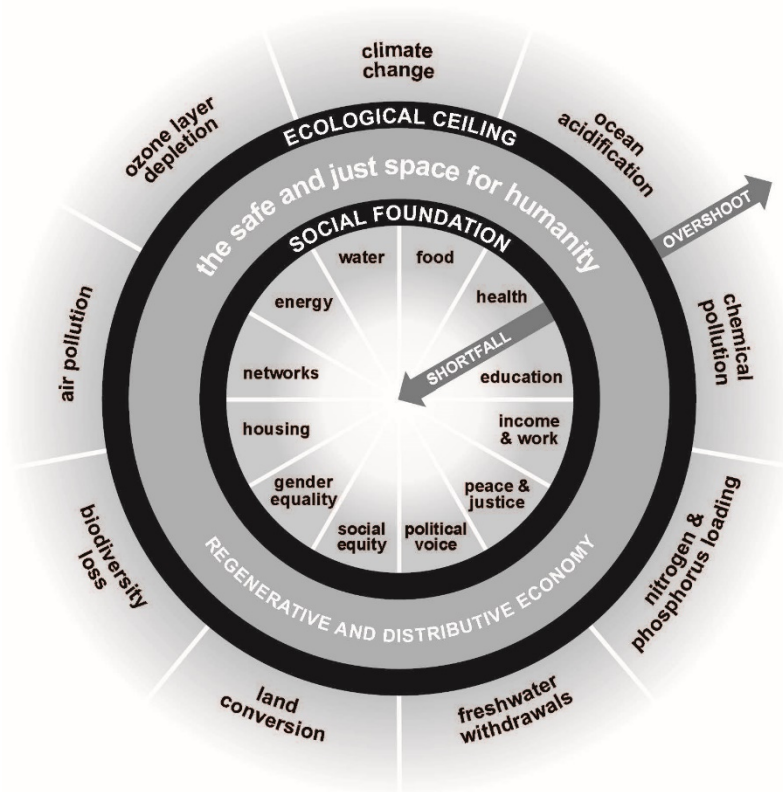 climate
change
ocean
acidification
chemical
pollution
nitrogen &
phosphorus loading
freshwater
withdrawals
land
conversion
biodiversity
loss
air pollution
ozone layer
depletion
ECOLOGICAL CEILING
OVERSHOOT
the safe and just space for humanity
SOCIAL FOUNDATION
water
food
health
SHORTFALL
education
income
& work
peace &
justice
political
voice
social
equity
gender
equality
housing
networks
energy
REGENERATIVE AND DISTRIBUTIVE ECONOMY